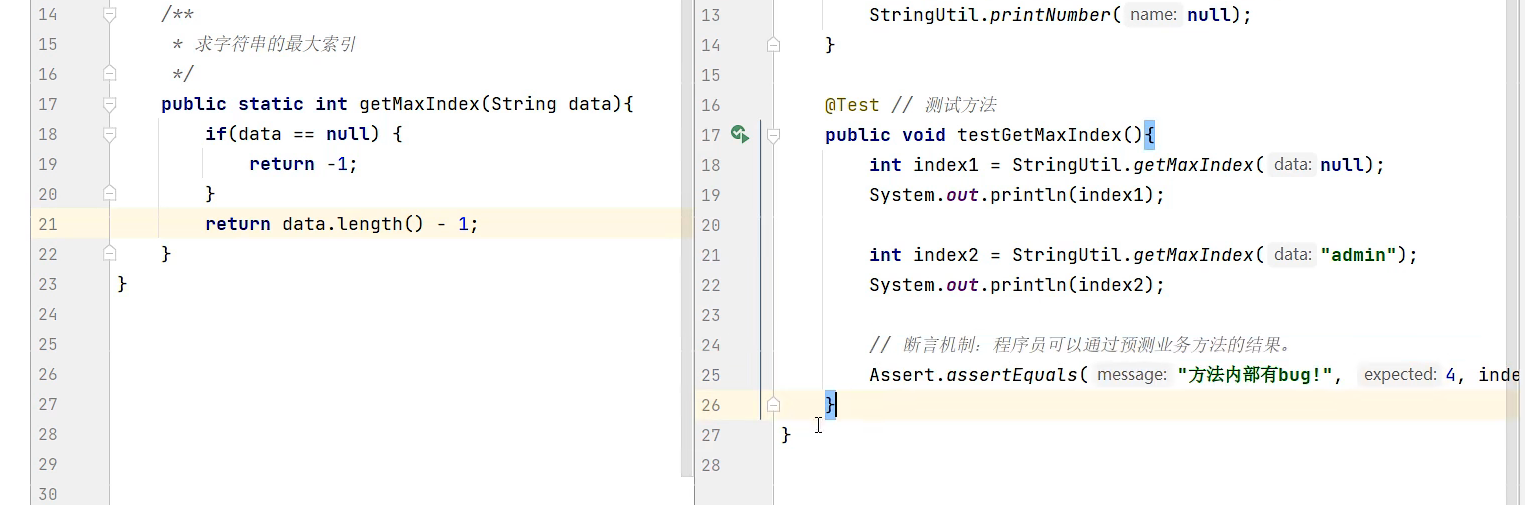 14 /**
15 * 求字符串的最大索引
16 */
17 public static int getMaxIndex(String data){
18 if(data == null) {
19 return -1;
20 }
21 return data.length() - 1;
22 }
23 }
24
25
26
27
28
29
30
13 StringUtil.printNumber( name: null);
14 }
15
16 @Test // 测试方法
17 public void testGetMaxIndex(){
18 int index1 = StringUtil.getMaxIndex( data: null);
19 System.out.println(index1);
20
21 int index2 = StringUtil.getMaxIndex( data: "admin");
22 System.out.println(index2);
23
24 // 断言机制：程序员可以通过预测业务方法的结果。
25 Assert.assertEquals( message: "方法内部有bug!", expected: 4, inde
26 }
27 }
28